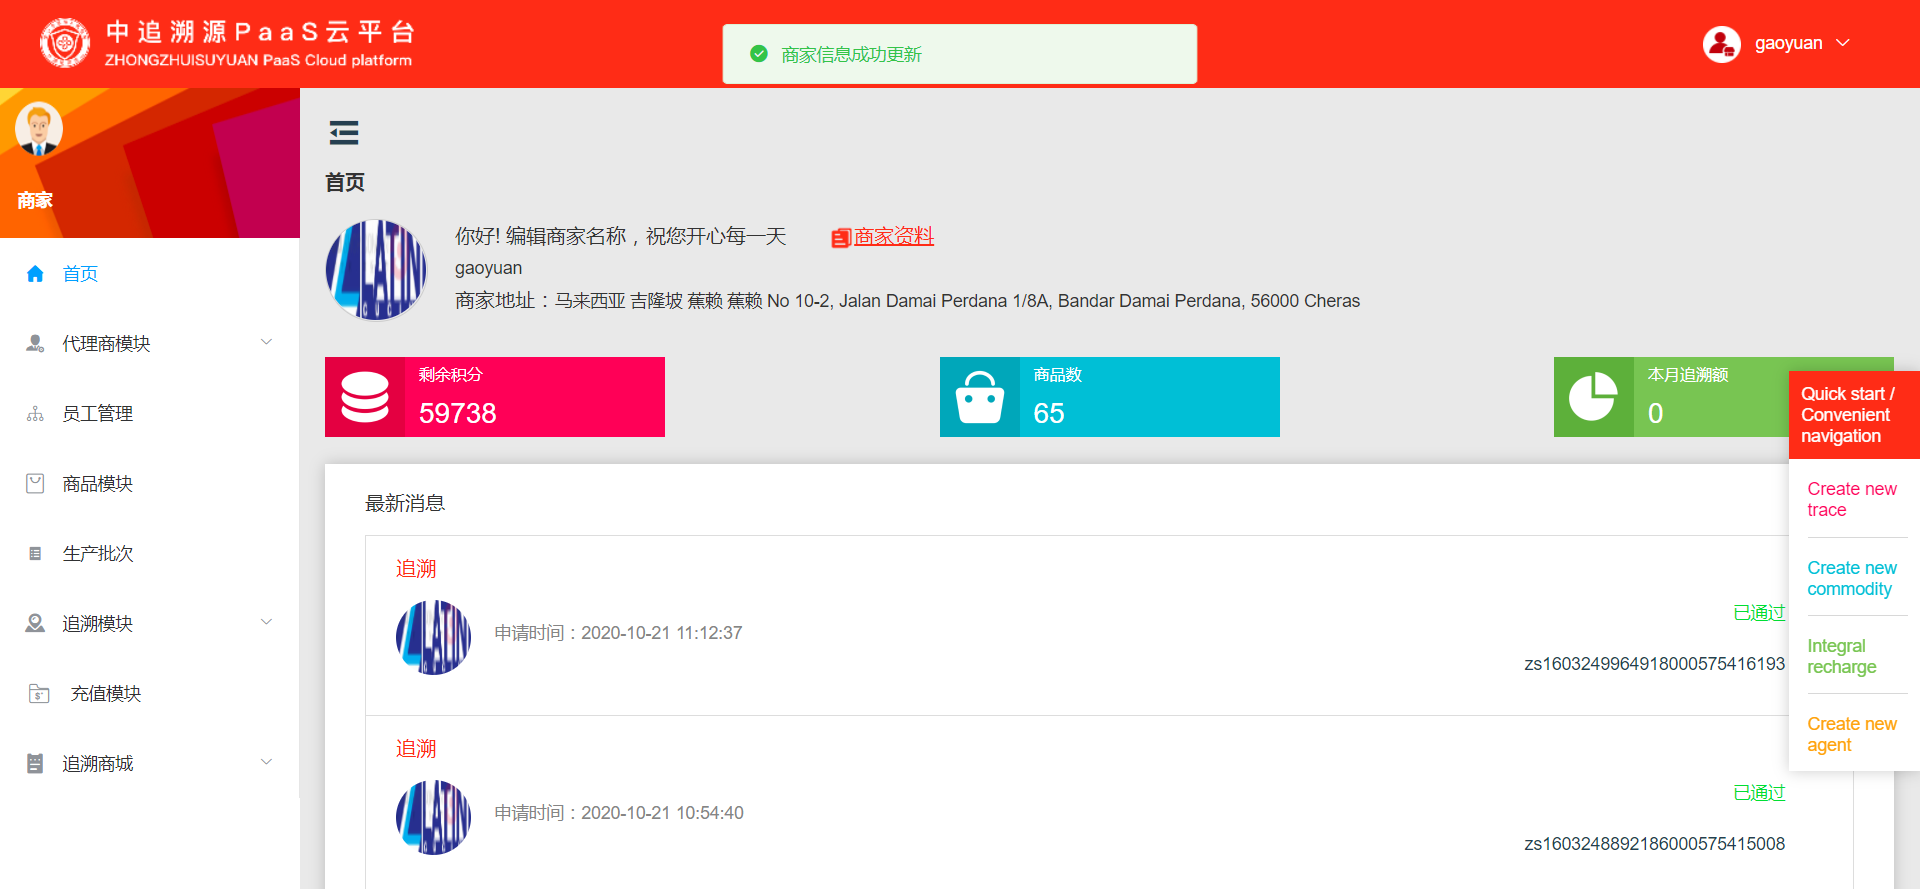 中追溯源PaaS云平台
ZHONGZHUISUYUAN PaaS Cloud platform
商家信息成功更新
gaoyuan
商家
首页
代理商模块
员工管理
商品模块
生产批次
追溯模块
充值模块
追溯商城
首页
你好! 编辑商家名称，祝您开心每一天
商家资料
gaoyuan
商家地址：马来西亚 吉隆坡 蕉赖 蕉赖 No 10-2, Jalan Damai Perdana 1/8A, Bandar Damai Perdana, 56000 Cheras
剩余积分
59738
商品数
65
本月追溯额
0
Quick start /
Convenient
navigation
Create new
trace
Create new
commodity
Integral
recharge
Create new
agent
最新消息
追溯
LATIN
申请时间：2020-10-21 11:12:37
已通过
zs1603249964918000575416193
追溯
LATIN
申请时间：2020-10-21 10:54:40
已通过
zs1603248892186000575415008